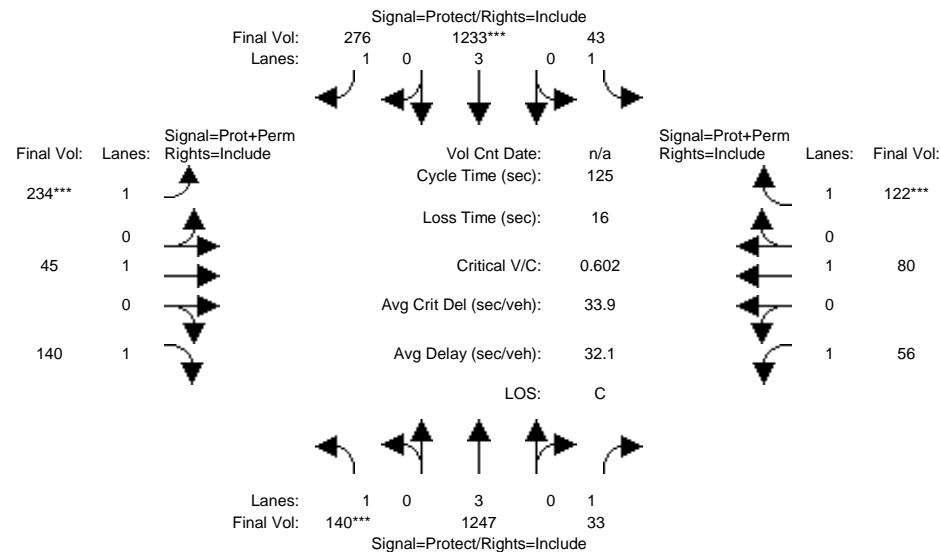 Signal=Protect/Rights=Include
Final Vol: 276 1233*** 43
Lanes: 1 0 3 0 1
Signal=Prot+Perm
Final Vol: Lanes: Rights=Include
Vol Cnt Date: n/a
Signal=Prot+Perm
Rights=Include Lanes: Final Vol:
Cycle Time (sec): 125
234*** 1
1 122***
Loss Time (sec): 16
0
0
45 1
Critical V/C: 0.602
1 80
0
Avg Crit Del (sec/veh): 33.9
0
140 1
Avg Delay (sec/veh): 32.1
1 56
LOS: C
Lanes: 1 0 3 0 1
Final Vol: 140*** 1247 33
Signal=Protect/Rights=Include